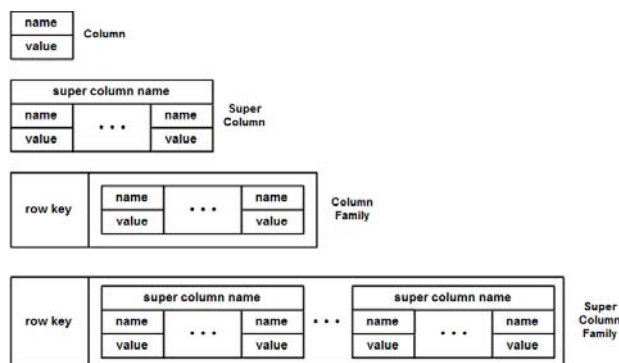 name
value
Column
super column name
name ... name
value value
Super
Column
row key
name ... name
value value
Column
Family
row key
super column name ... super column name
name ... name name ... name
value value value value
Super
Column
Family